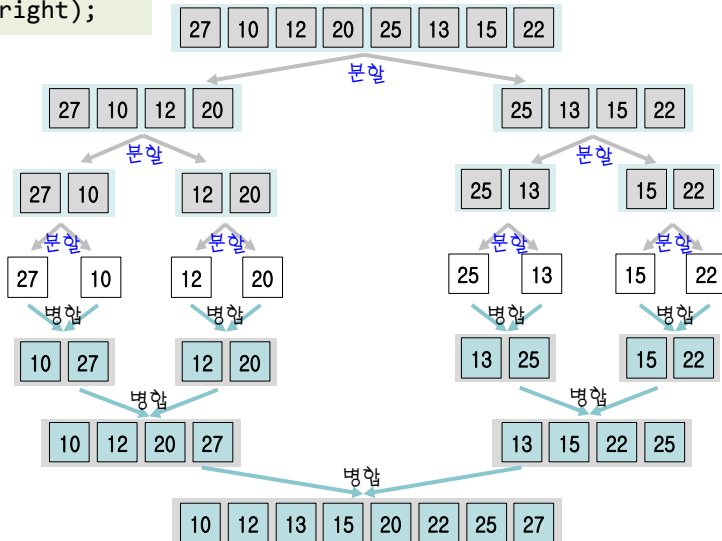 right);
27 10 12 20 25 13 15 22
분할
27 10 12 20 25 13 15 22
분할 분할
27 10 12 20 25 13 15 22
분할 분할 분할 분할
27 10 12 20 25 13 15 22
병합 병합 병합 병합
10 27 12 20 13 25 15 22
병합 병합
10 12 20 27 13 15 22 25
병합
10 12 13 15 20 22 25 27